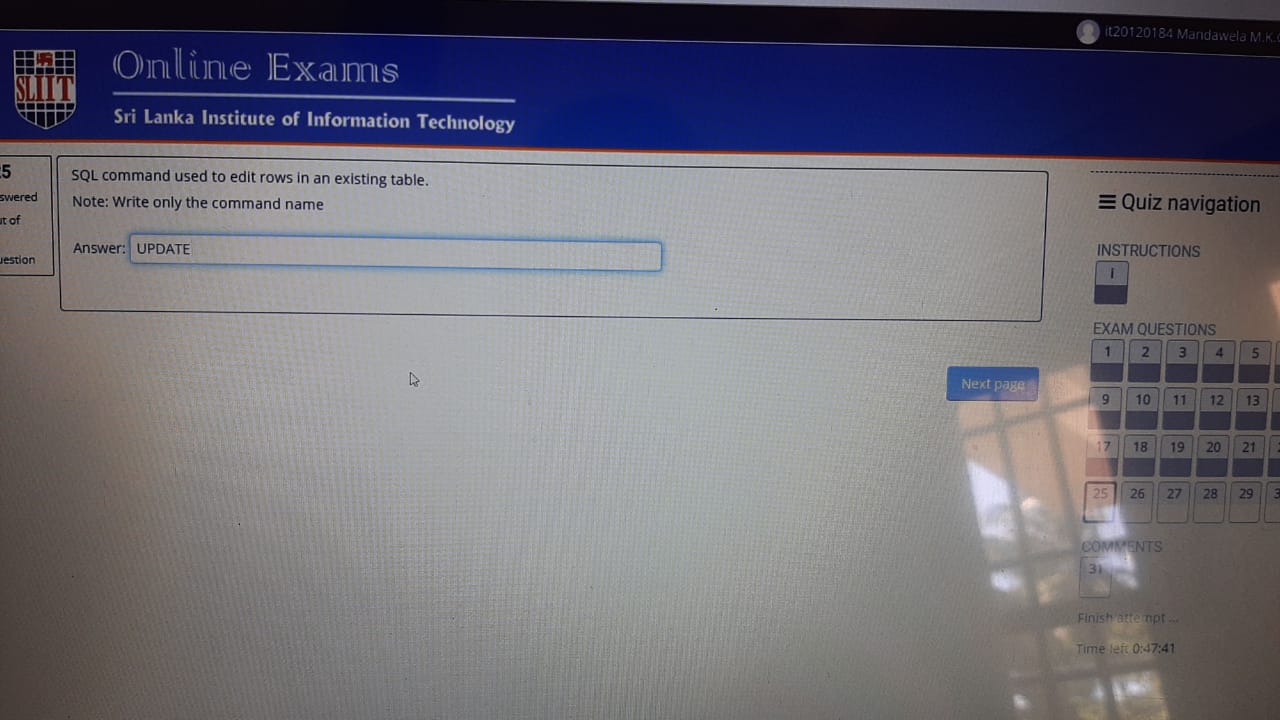 it20120184 Mandawela M.K.
SLIIT
Online Exams
Sri Lanka Institute of Information Technology
5
swered
ut of
uestion
SQL command used to edit rows in an existing table.
Note: Write only the command name
Answer: UPDATE
Next page
Quiz navigation
INSTRUCTIONS
I
EXAM QUESTIONS
1 2 3 4 5
9 10 11 12 13
17 18 19 20 21
25 26 27 28 29 3
COMMENTS
31
Finish attempt ...
Time left 0:47:41